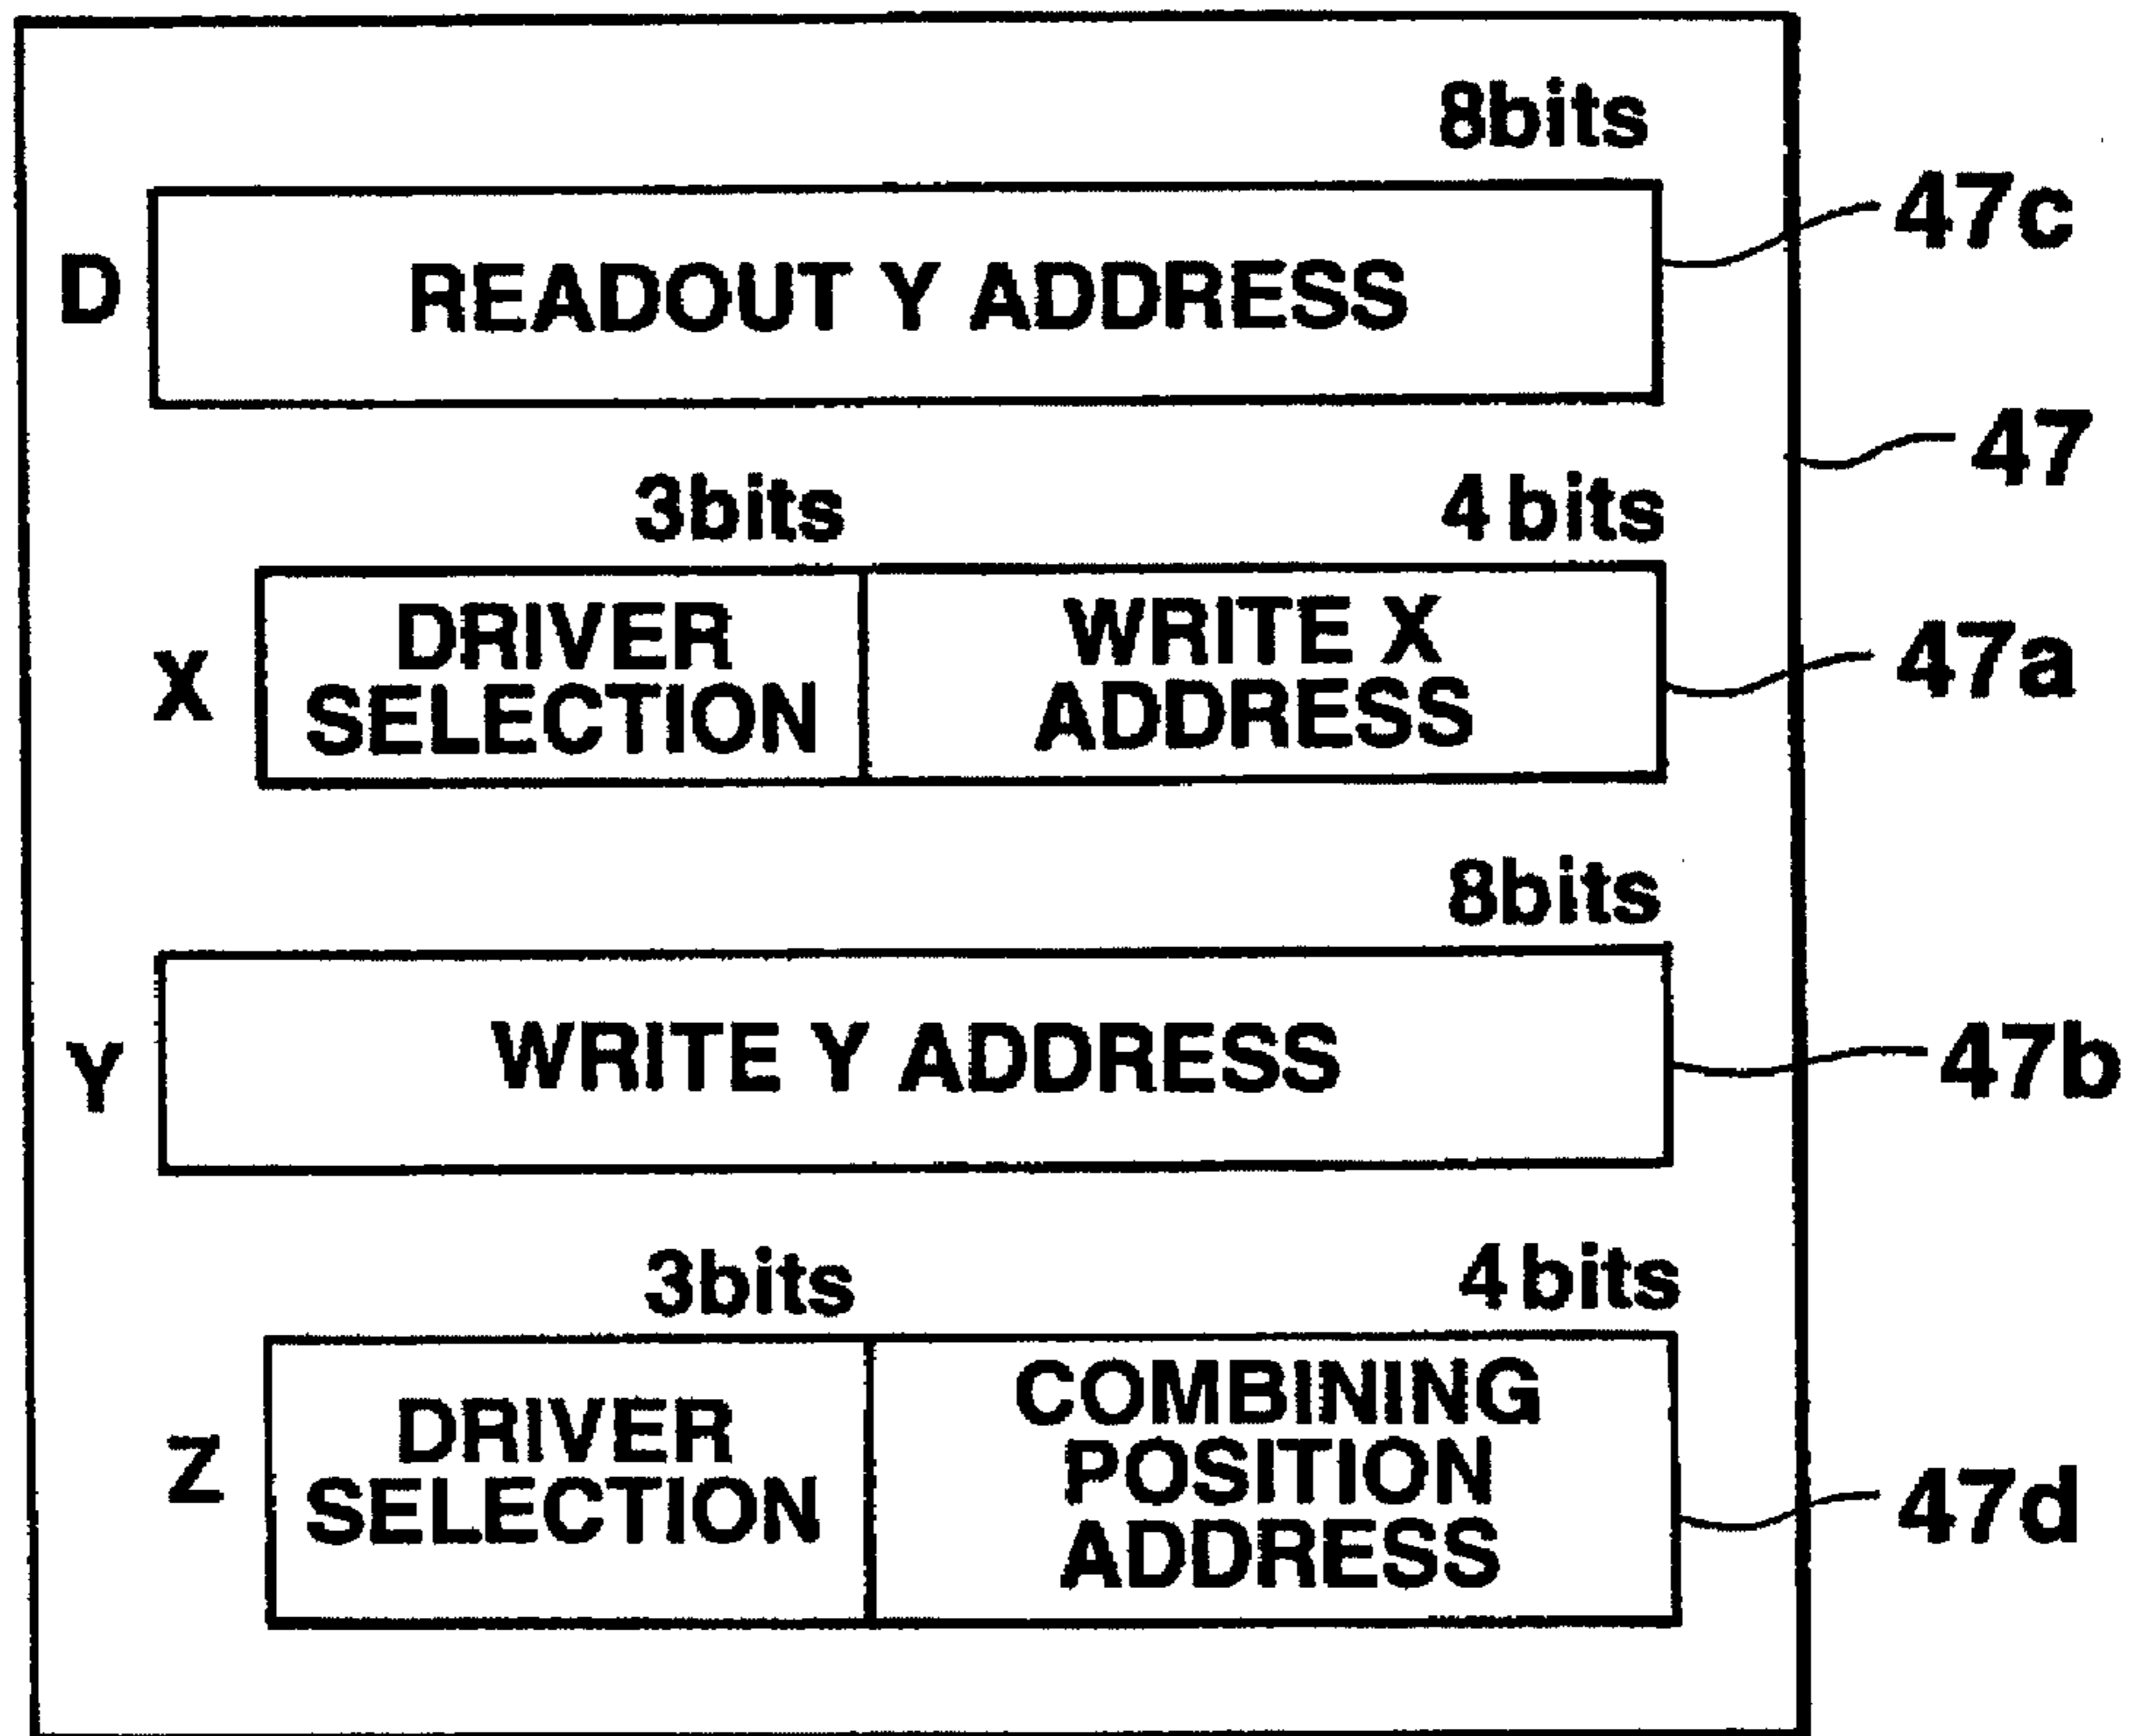 8bits
D
READOUT Y ADDRESS
47c
47
3bits
4 bits
X
DRIVER
SELECTION
WRITE X
ADDRESS
47a
8bits
Y
WRITE Y ADDRESS
47b
3bits
4 bits
Z
DRIVER
SELECTION
COMBINING
POSITION
ADDRESS
47d